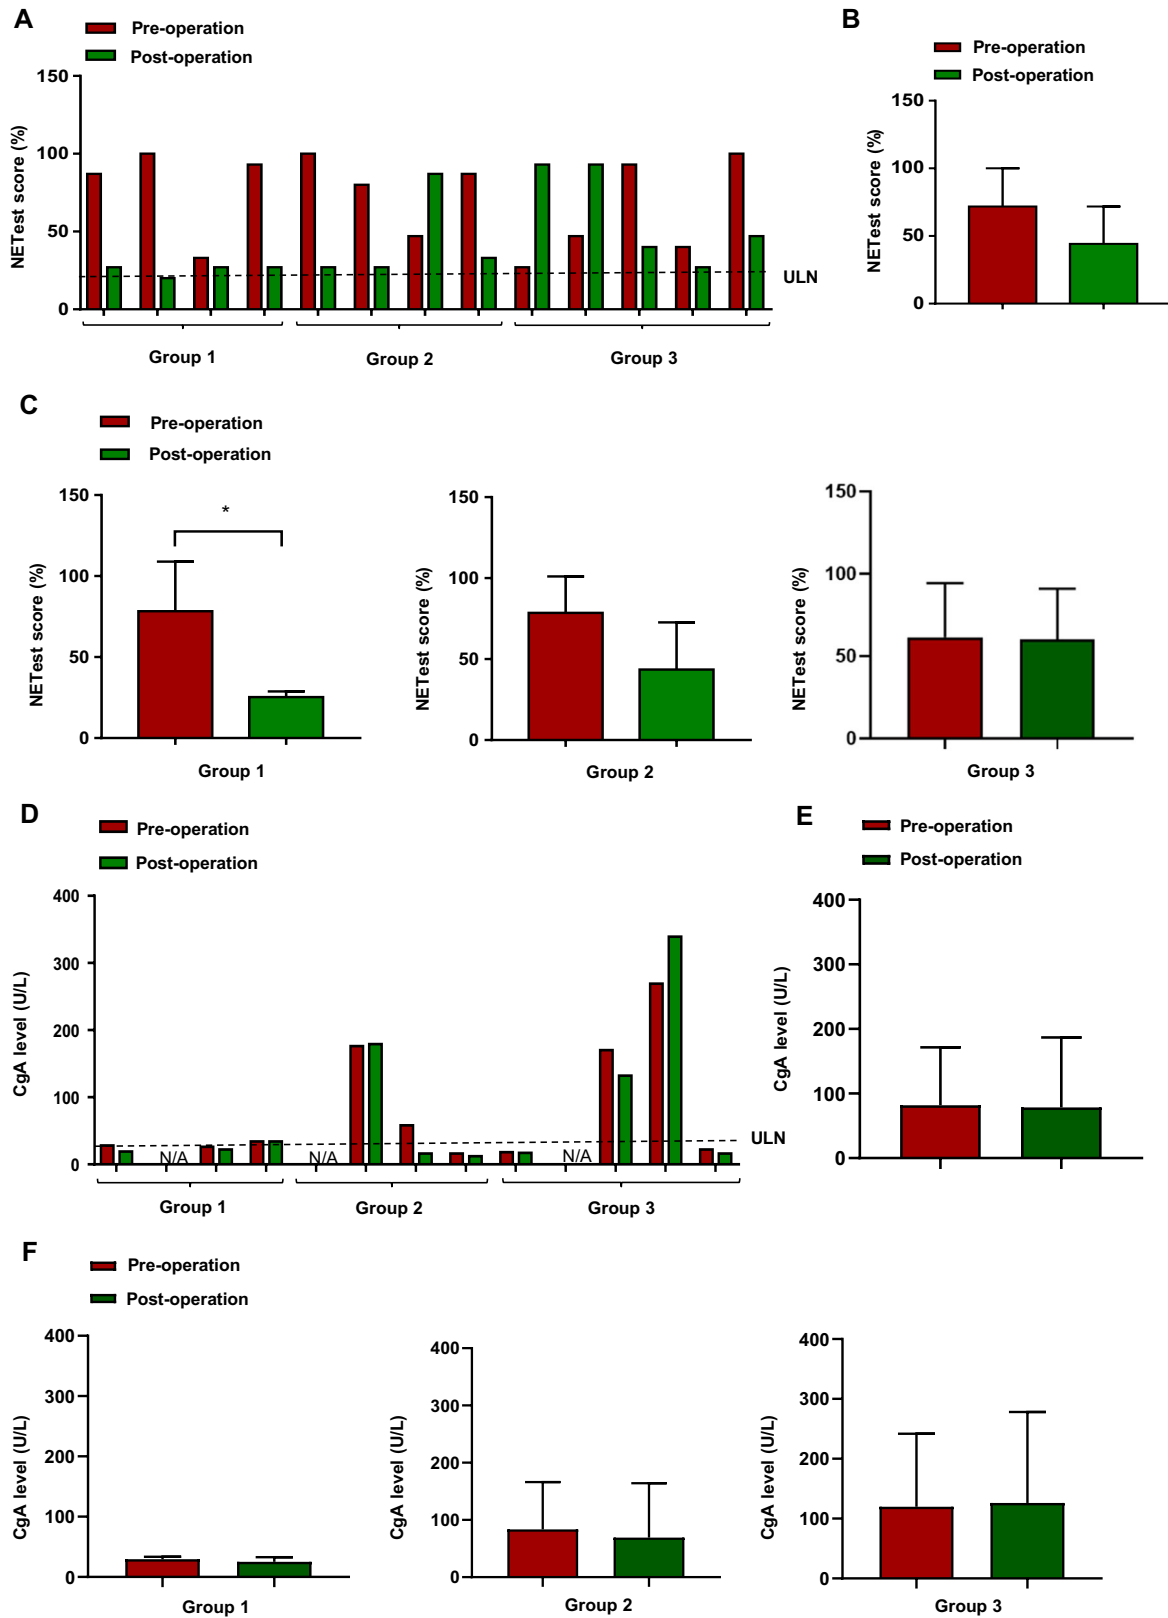 A
Pre-operation
Post-operation
NETest score (%)
150
100
50
0
ULN
Group 1
Group 2
Group 3
B
Pre-operation
Post-operation
NETest score (%)
150
100
50
0
C
Pre-operation
Post-operation
NETest score (%)
150
100
50
0
*
Group 1
NETest score (%)
150
100
50
0
Group 2
NETest score (%)
150
100
50
0
Group 3
D
Pre-operation
Post-operation
CgA level (U/L)
400
300
200
100
0
N/A
N/A
N/A
ULN
Group 1
Group 2
Group 3
E
Pre-operation
Post-operation
CgA level (U/L)
400
300
200
100
0
F
Pre-operation
Post-operation
CgA level (U/L)
400
300
200
100
0
Group 1
CgA level (U/L)
400
300
200
100
0
Group 2
CgA level (U/L)
400
300
200
100
0
Group 3